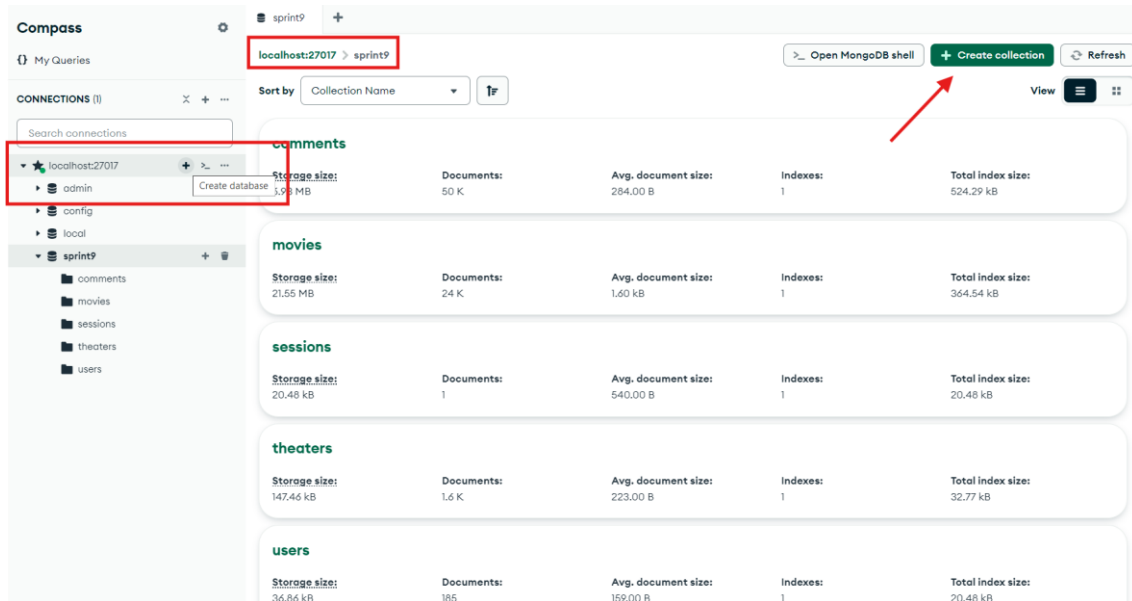 Compass
{} My Queries
CONNECTIONS (1)
Search connections
localhost:27017
Create database
admin
config
local
sprint9
comments
movies
sessions
theaters
users
sprint9
localhost:27017 > sprint9
>_ Open MongoDB shell
+ Create collection
Refresh
Sort by Collection Name
View
comments
Storage size: Documents: Avg. document size: Indexes: Total index size:
5.98 MB 50 K 284.00 B 1 524.29 kB
movies
Storage size: Documents: Avg. document size: Indexes: Total index size:
21.55 MB 24 K 1.60 kB 1 364.54 kB
sessions
Storage size: Documents: Avg. document size: Indexes: Total index size:
20.48 kB 1 540.00 B 1 20.48 kB
theaters
Storage size: Documents: Avg. document size: Indexes: Total index size:
147.46 kB 1.6 K 223.00 B 1 32.77 kB
users
Storage size: Documents: Avg. document size: Indexes: Total index size:
36.86 kB 185 159.00 B 1 20.48 kB